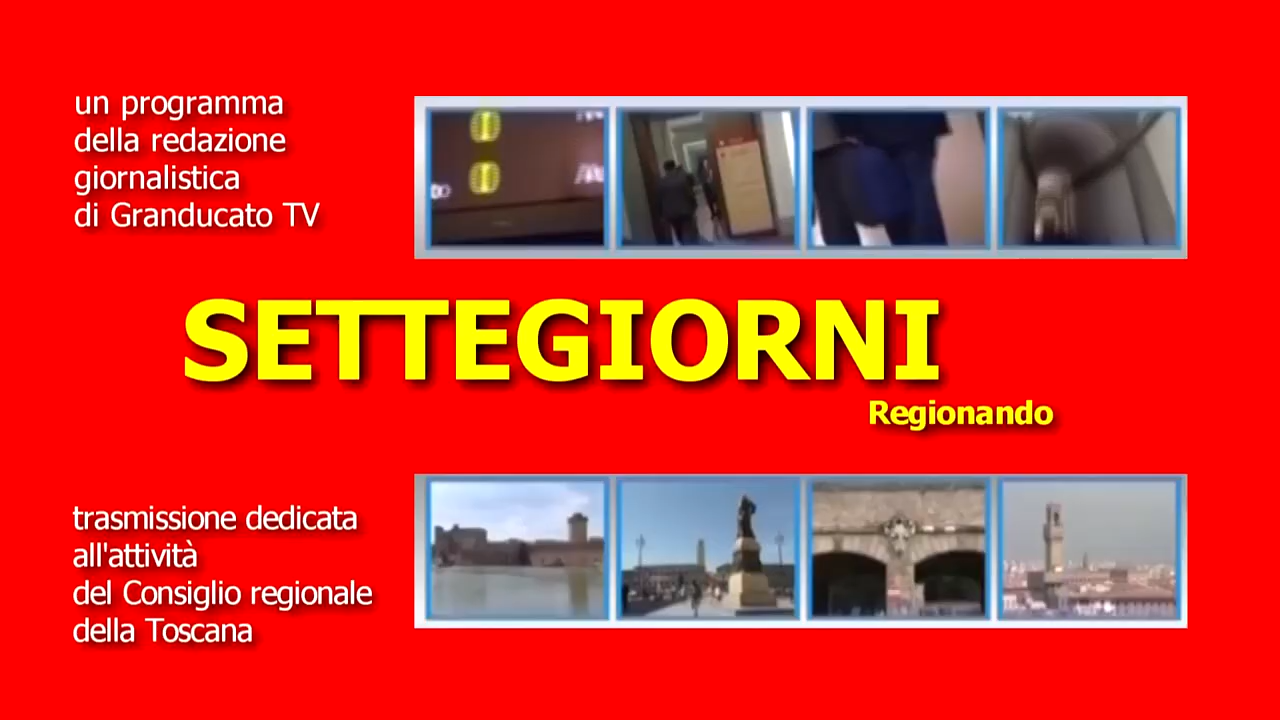 un programma
della redazione
giornalistica
di Granducato TV
SETTEGIORNI
Regionando
trasmissione dedicata
all'attività
del Consiglio regionale
della Toscana